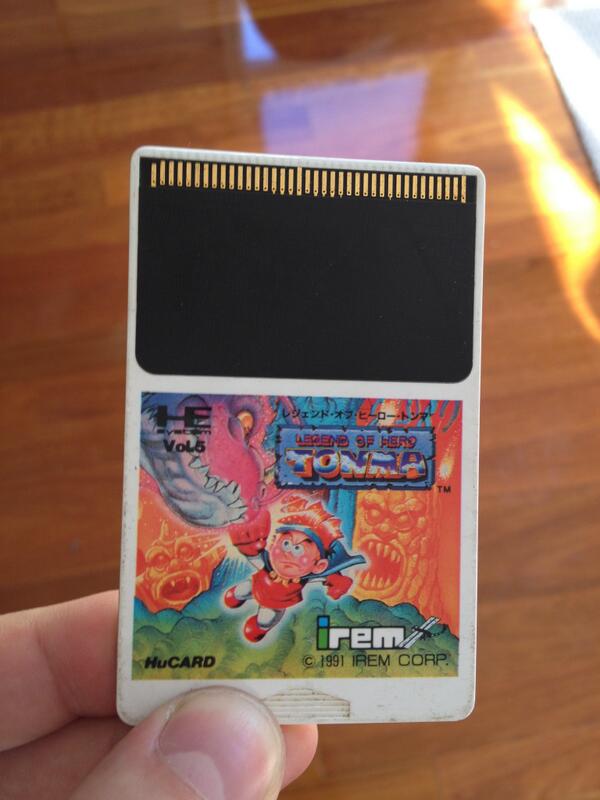 HE
system
Vol.5
レジェンド・オブ・ヒーロー・トンマ
LEGEND OF HERO
TONMA
TM
irem
HuCARD
© 1991 IREM CORP.